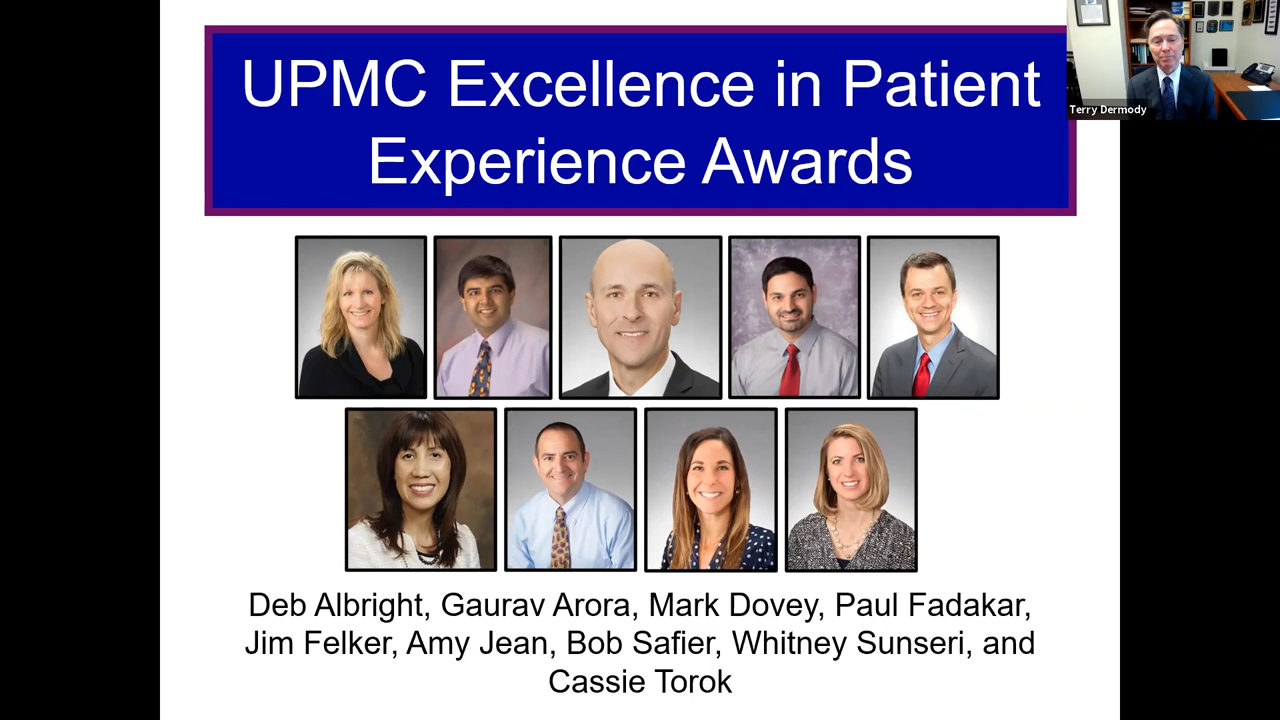 UPMC Excellence in Patient
Experience Awards
Terry Dermody
Deb Albright, Gaurav Arora, Mark Dovey, Paul Fadakar,
Jim Felker, Amy Jean, Bob Safier, Whitney Sunseri, and
Cassie Torok